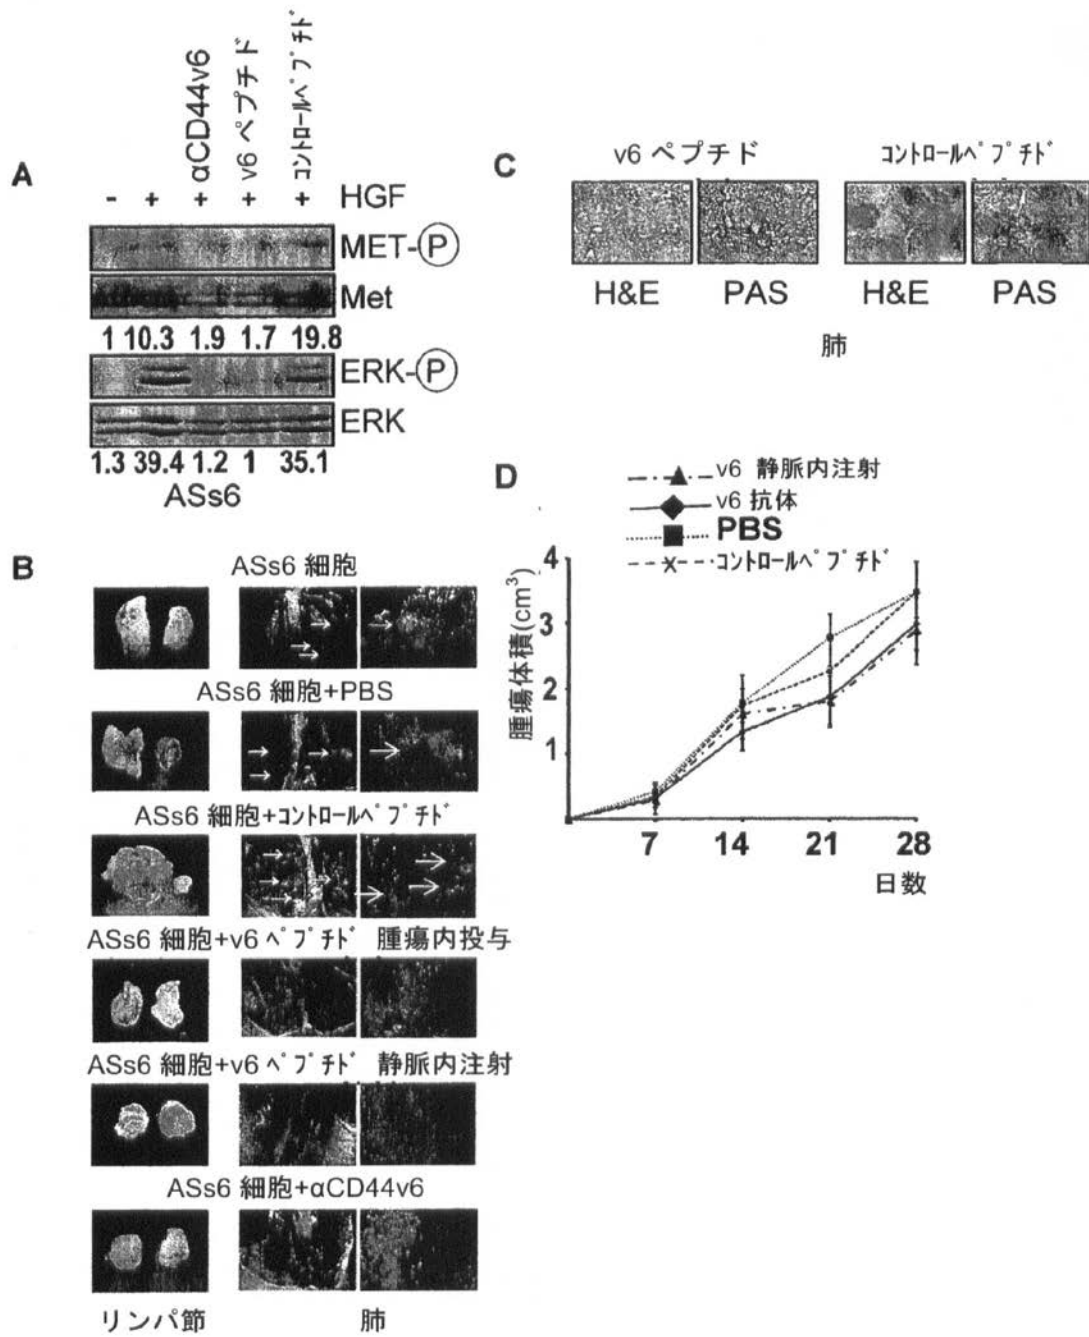 A
αCD44v6
v6 ペプチド
コントロールペプチド
- + + + + HGF
MET-Ⓟ
Met
1 10.3 1.9 1.7 19.8
ERK-Ⓟ
ERK
1.3 39.4 1.2 1 35.1
ASs6
B
ASs6 細胞
ASs6 細胞+PBS
ASs6 細胞+コントロールペプチド
ASs6 細胞+v6 ペプチド 腫瘍内投与
ASs6 細胞+v6 ペプチド 静脈内注射
ASs6 細胞+αCD44v6
リンパ節 肺
C
v6 ペプチド コントロールペプチド
H&E PAS H&E PAS
肺
D
v6 静脈内注射
v6 抗体
PBS
コントロールペプチド
腫瘍体積(cm³)
4
3
2
1
7 14 21 28
日数